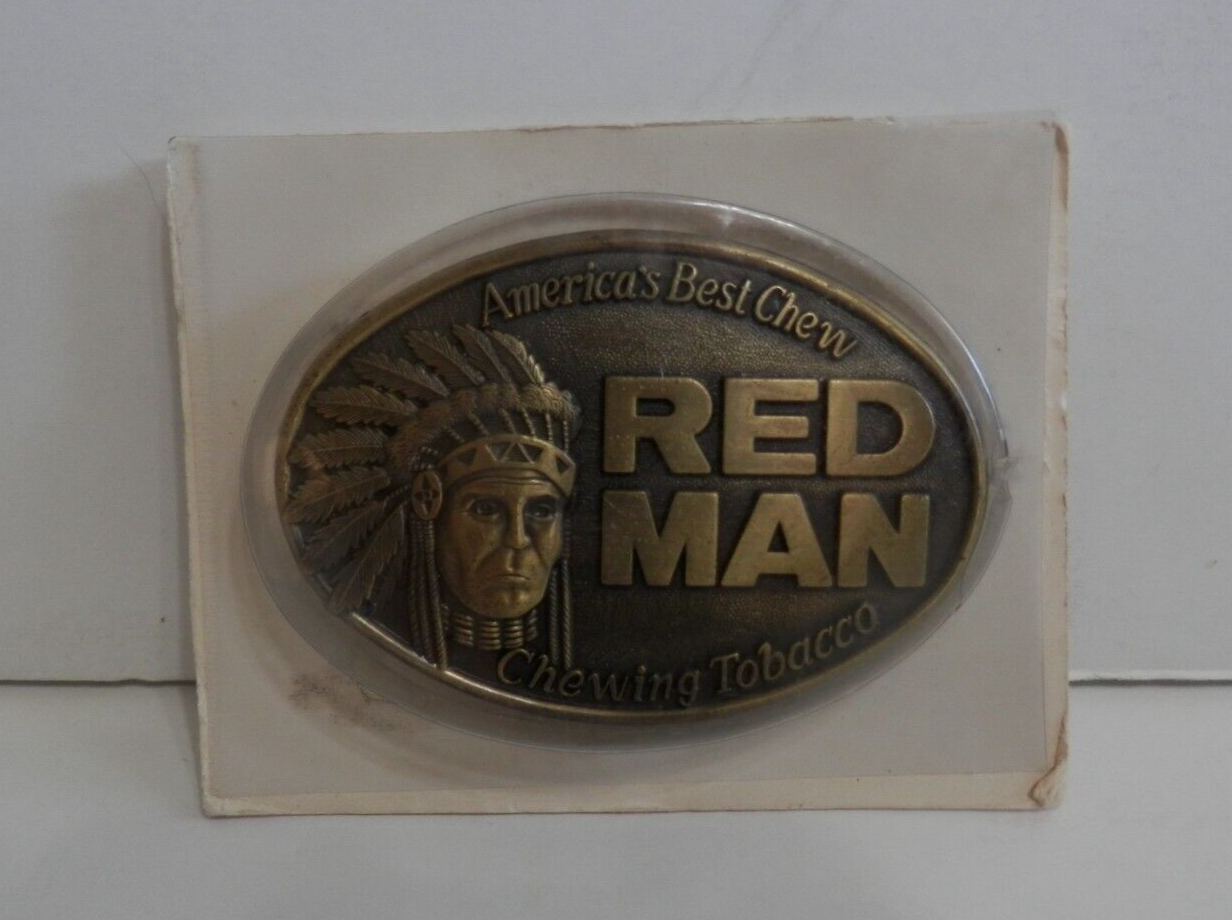 America's Best Chew
RED
MAN
Chewing Tobacco